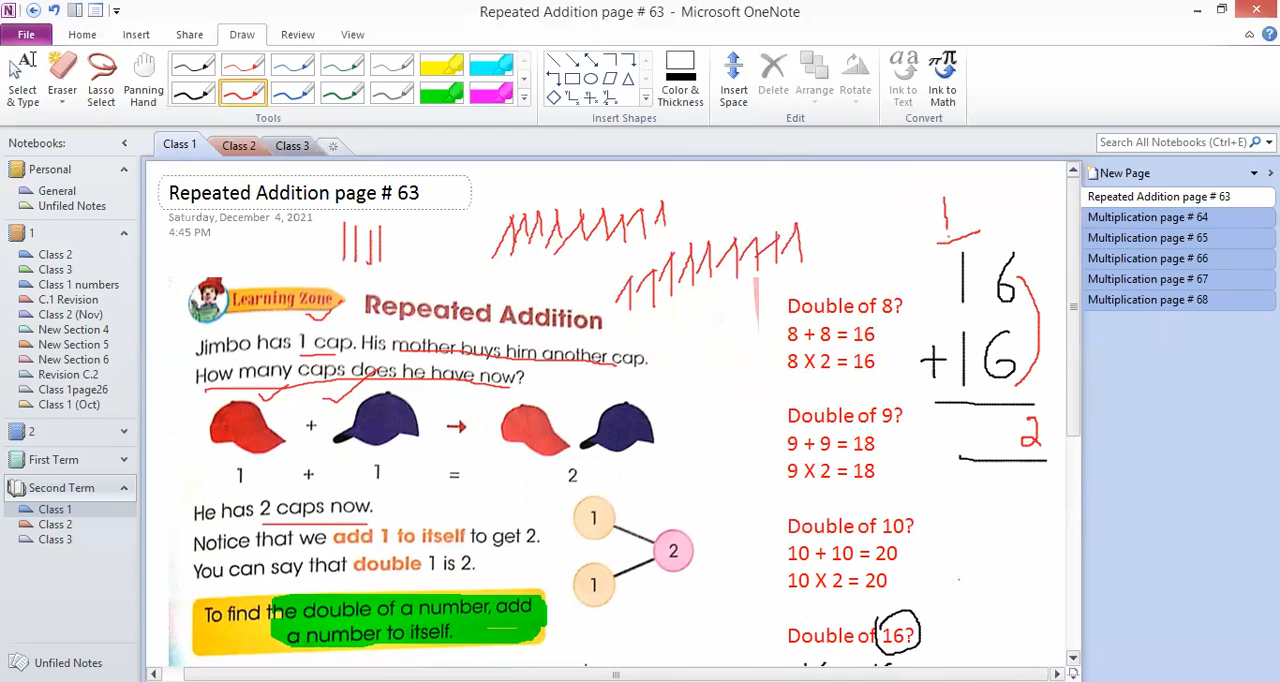 Repeated Addition page # 63 - Microsoft OneNote
File
Home
Insert
Share
Draw
Review
View
Select & Type
Eraser
Lasso Select
Panning Hand
Color & Thickness
Insert Space
Delete
Arrange
Rotate
Ink to Text
Ink to Math
Tools
Insert Shapes
Edit
Convert
Notebooks:
Class 1
Class 2
Class 3
Search All Notebooks (Ctrl+E)
Personal
General
Unfiled Notes
1
Class 2
Class 3
Class 1 numbers
C.1 Revision
Class 2 (Nov)
New Section 4
New Section 5
New Section 6
Revision C.2
Class 1page26
Class 1 (Oct)
2
First Term
Second Term
Class 1
Class 2
Class 3
Unfiled Notes
Repeated Addition page # 63
Saturday, December 4, 2021
4:45 PM
Learning Zone
Repeated Addition
Jimbo has 1 cap. His mother buys him another cap.
How many caps does he have now?
+
1 + 1 = 2
He has 2 caps now.
Notice that we add 1 to itself to get 2.
You can say that double 1 is 2.
1
1
2
To find the double of a number, add
a number to itself.
Double of 8?
8 + 8 = 16
8 X 2 = 16
Double of 9?
9 + 9 = 18
9 X 2 = 18
Double of 10?
10 + 10 = 20
10 X 2 = 20
Double of 16?
1
16
+16
2
New Page
Repeated Addition page # 63
Multiplication page # 64
Multiplication page # 65
Multiplication page # 66
Multiplication page # 67
Multiplication page # 68